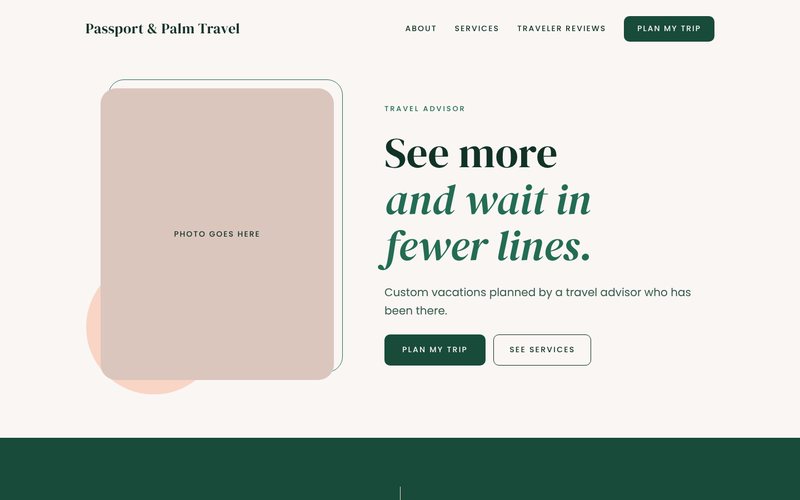 Passport & Palm Travel
ABOUT
SERVICES
TRAVELER REVIEWS
PLAN MY TRIP
PHOTO GOES HERE
TRAVEL ADVISOR
See more
and wait in
fewer lines.
Custom vacations planned by a travel advisor who has
been there.
PLAN MY TRIP
SEE SERVICES